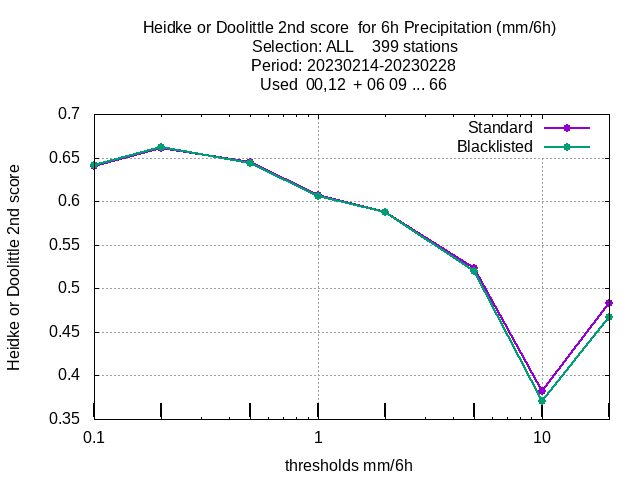 Heidke or Doolittle 2nd score  for 6h Precipitation (mm/6h)
Selection: ALL    399 stations
Period: 20230214-20230228
Used  00,12  + 06 09 ... 66
Standard
Blacklisted
0.7
0.65
0.6
0.55
0.5
0.45
0.4
0.35
Heidke or Doolittle 2nd score
0.1
1
10
thresholds mm/6h